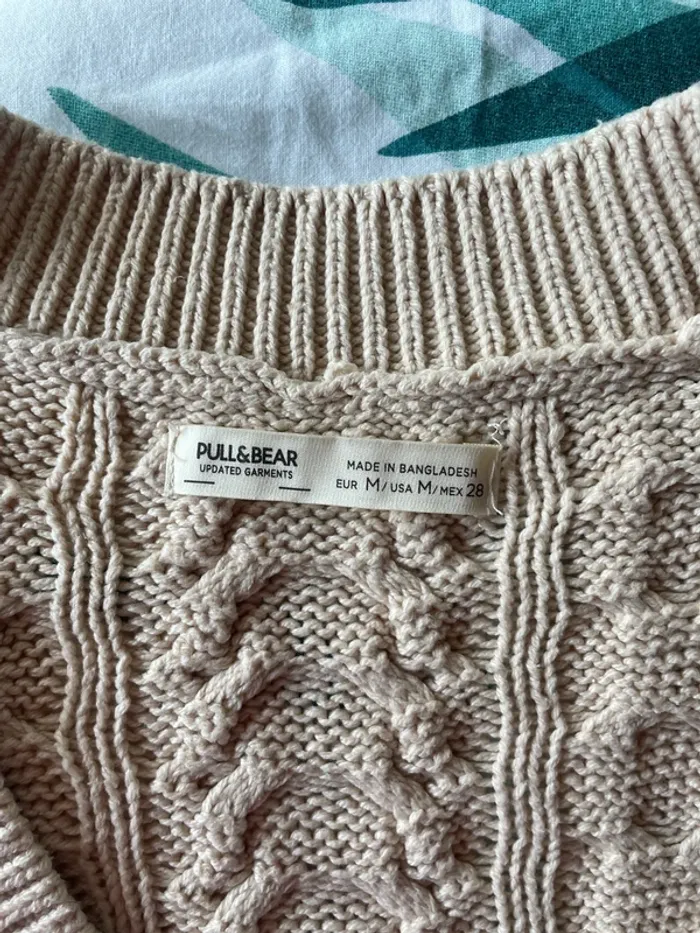 PULL&BEAR
UPDATED GARMENTS
MADE IN BANGLADESH
EUR M/USA M/MEX 28